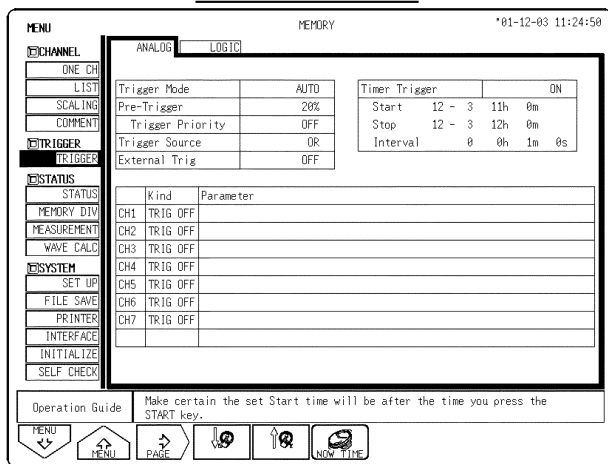 MENU
MEMORY
'01-12-03 11:24:50
CHANNEL
ONE CH
LIST
SCALING
COMMENT
TRIGGER
TRIGGER
STATUS
STATUS
MEMORY DIV
MEASUREMENT
WAVE CALC
SYSTEM
SET UP
FILE SAVE
PRINTER
INTERFACE
INITIALIZE
SELF CHECK
ANALOG LOGIC
Trigger Mode AUTO
Pre-Trigger 20%
Trigger Priority OFF
Trigger Source OR
External Trig OFF
Timer Trigger ON
Start 12 - 3 11h 0m
Stop 12 - 3 12h 0m
Interval 0 0h 1m 0s
Kind Parameter
CH1 TRIG OFF
CH2 TRIG OFF
CH3 TRIG OFF
CH4 TRIG OFF
CH5 TRIG OFF
CH6 TRIG OFF
CH7 TRIG OFF
Operation Guide
Make certain the set Start time will be after the time you press the
START key.
MENU
MENU
PAGE
NOW TIME